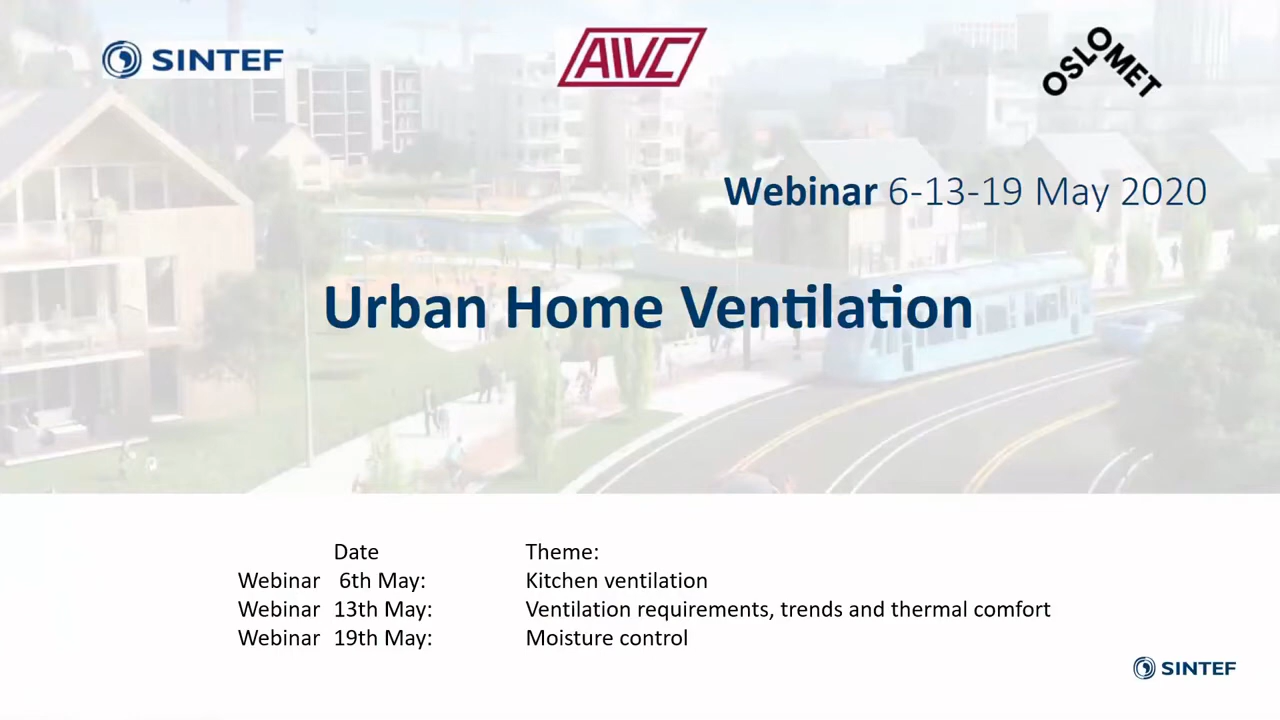 SINTEF
AIVC
OSLOMET
Webinar 6-13-19 May 2020
Urban Home Ventilation
Date Theme:
Webinar 6th May: Kitchen ventilation
Webinar 13th May: Ventilation requirements, trends and thermal comfort
Webinar 19th May: Moisture control
SINTEF